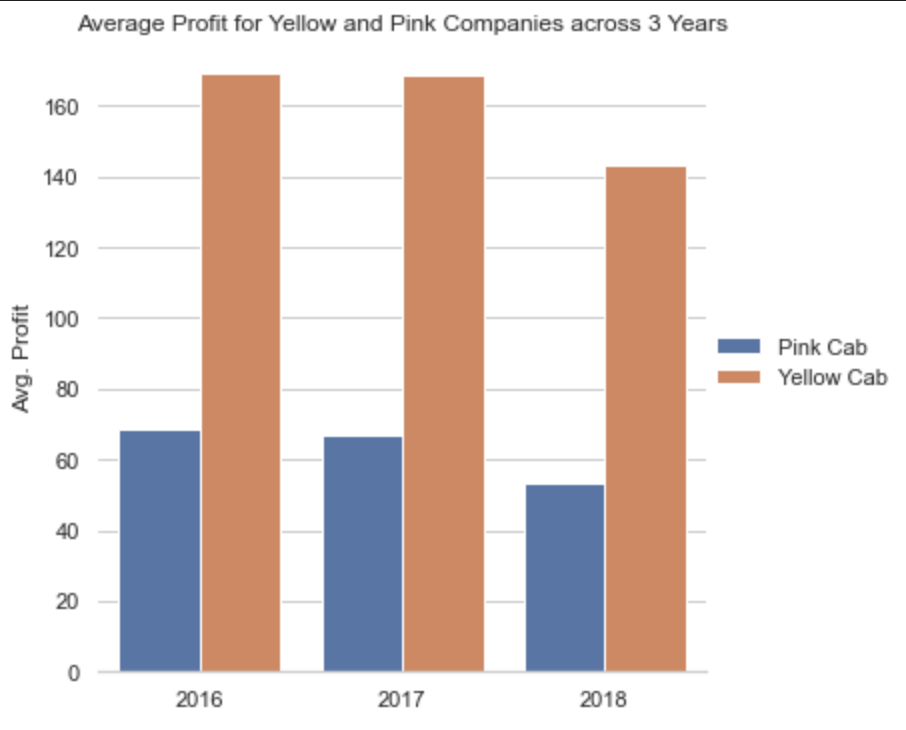 Average Profit for Yellow and Pink Companies across 3 Years
Avg. Profit
160
140
120
100
80
60
40
20
0
2016 2017 2018
Pink Cab
Yellow Cab